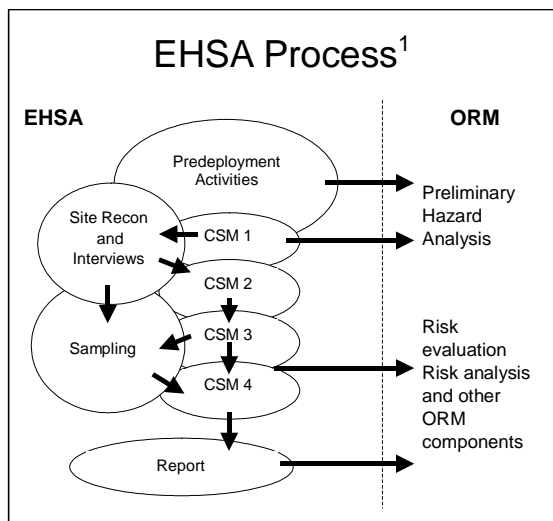 EHSA Process1
EHSA
ORM
Predeployment
Activities
Site Recon
and
Interviews
CSM 1
Preliminary
Hazard
Analysis
CSM 2
CSM 3
Sampling
CSM 4
Risk
evaluation
Risk analysis
and other
ORM
components
Report